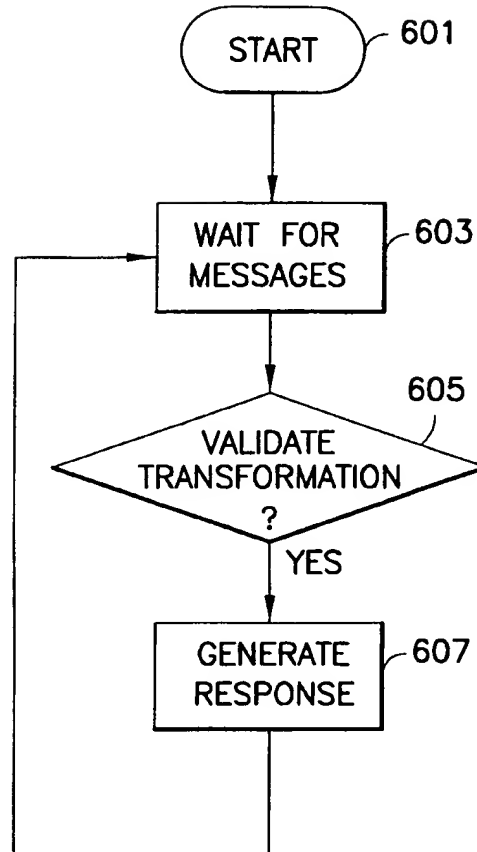 START
601
WAIT FOR
MESSAGES
603
605
VALIDATE
TRANSFORMATION
?
YES
GENERATE
RESPONSE
607